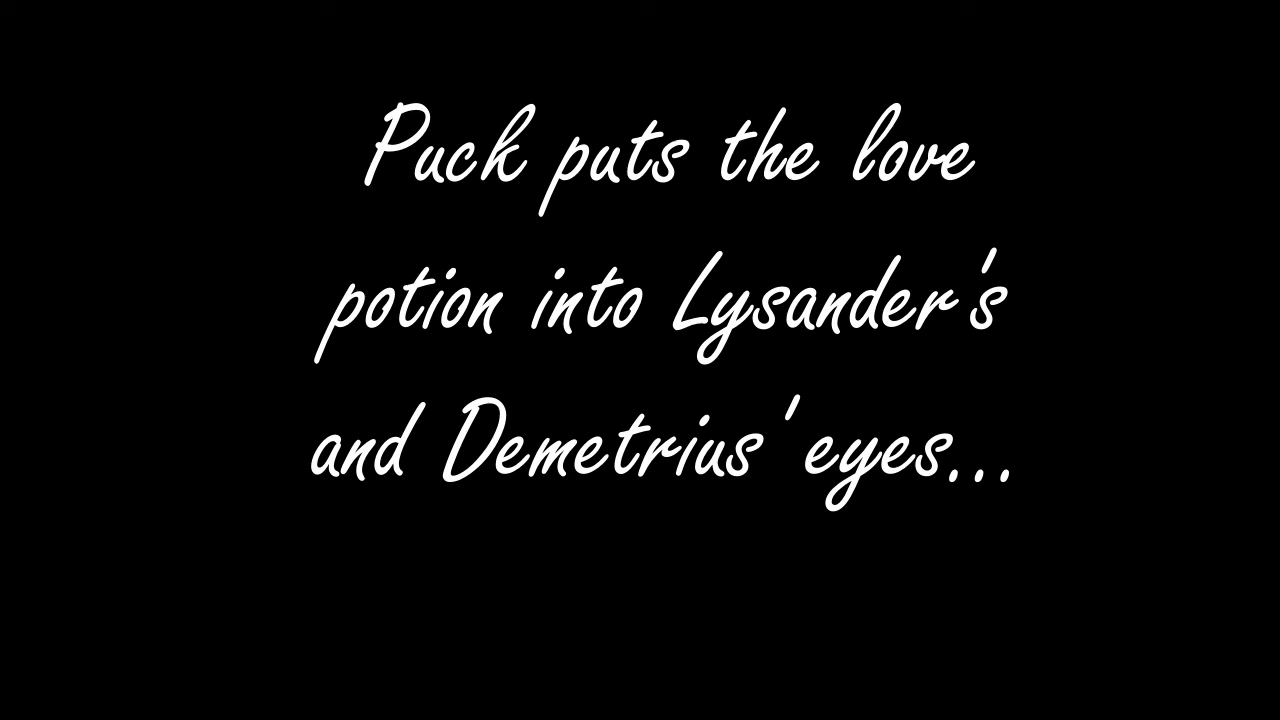 Puck puts the love
potion into Lysander's
and Demetrius' eyes...